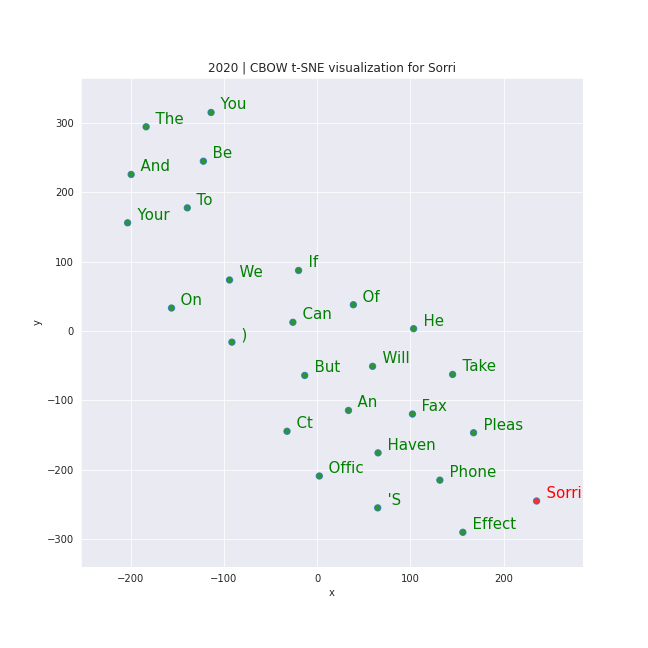 2020 | CBOW t-SNE visualization for Sorri
You
The
Be
And
To
Your
If
We
Of
On
Can
He
)
Will
But
Take
An
Fax
Ct
Pleas
Haven
Offic
Phone
Sorri
'S
Effect
300
200
100
0
−100
−200
−300
y
−200
−100
0
100
200
x